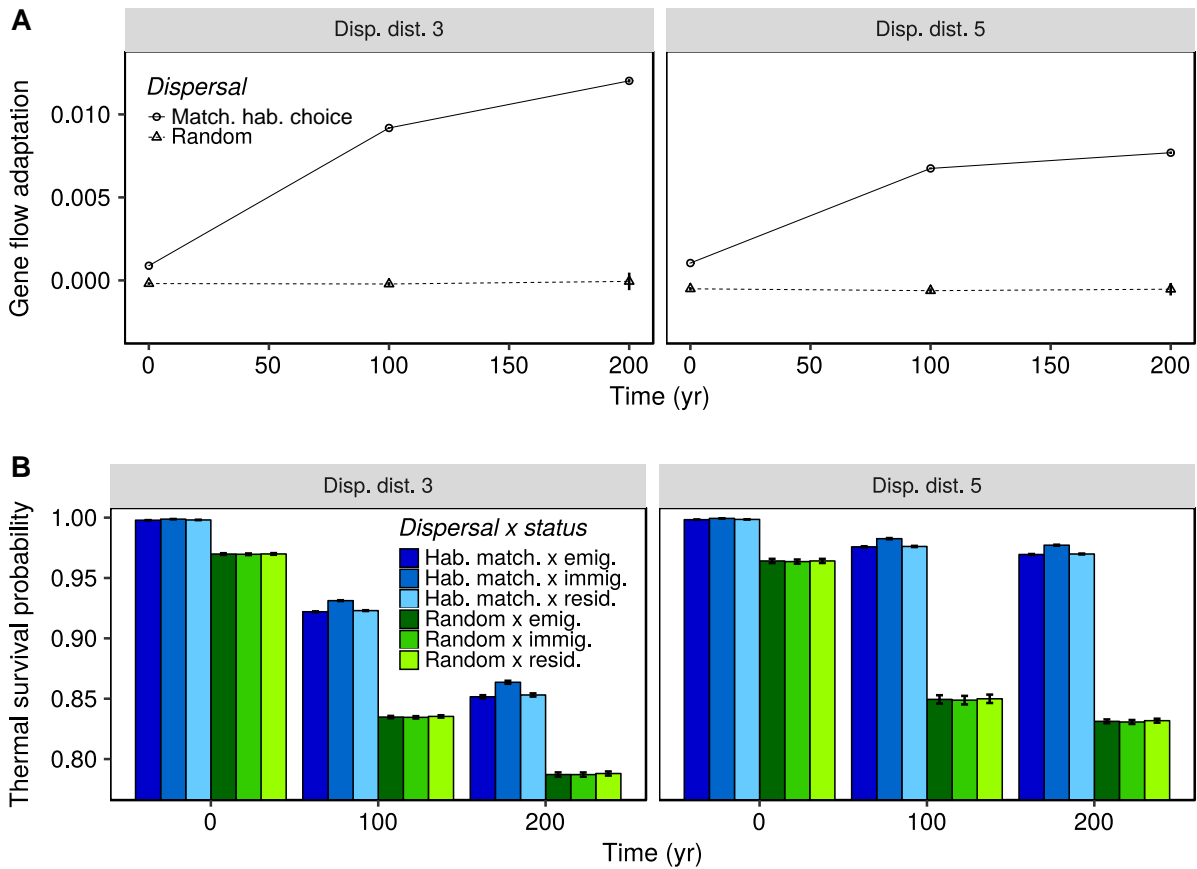 A
Disp. dist. 3
Disp. dist. 5
Gene flow adaptation
0.010
0.005
0.000
Dispersal
Match. hab. choice
Random
0 50 100 150 200
0 50 100 150 200
Time (yr)
B
Disp. dist. 3
Disp. dist. 5
Thermal survival probability
1.00
0.95
0.90
0.85
0.80
Dispersal x status
Hab. match. x emig.
Hab. match. x immig.
Hab. match. x resid.
Random x emig.
Random x immig.
Random x resid.
0 100 200
0 100 200
Time (yr)